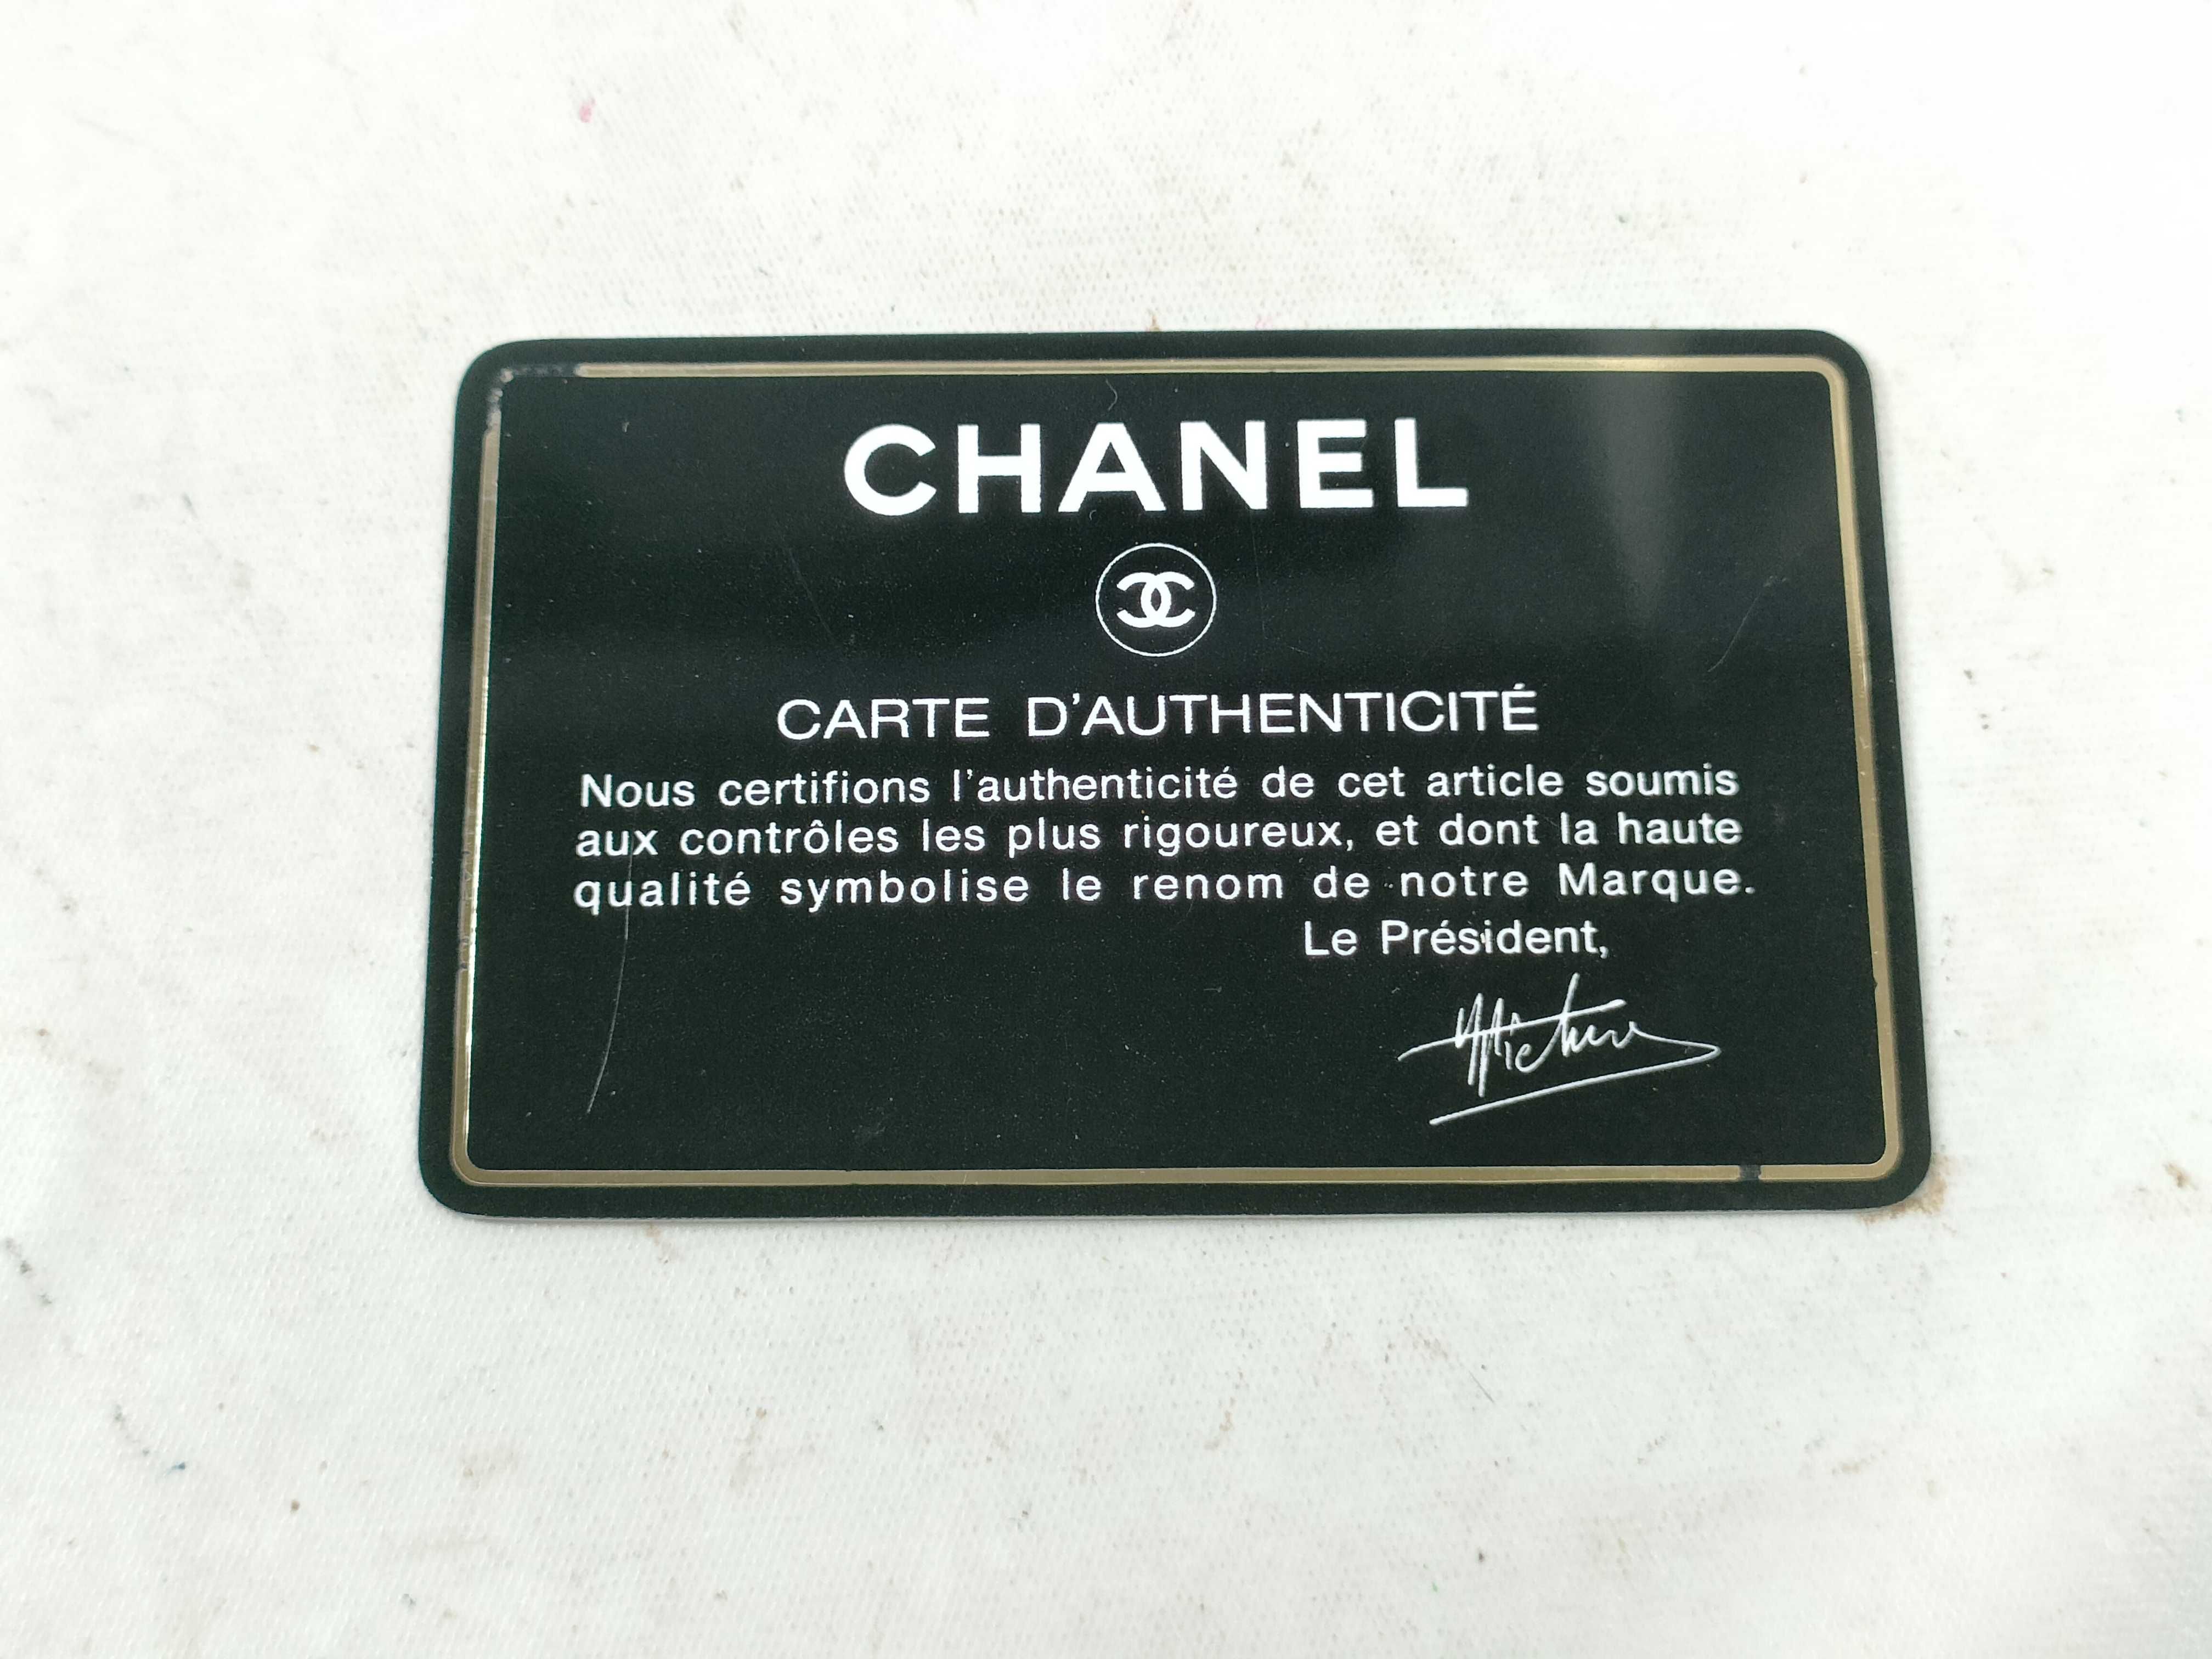 CHANEL
CARTE D'AUTHENTICITÉ
Nous certifions l'authenticité de cet article soumis
aux contrôles les plus rigoureux, et dont la haute
qualité symbolise le renom de notre Marque.
Le Président,